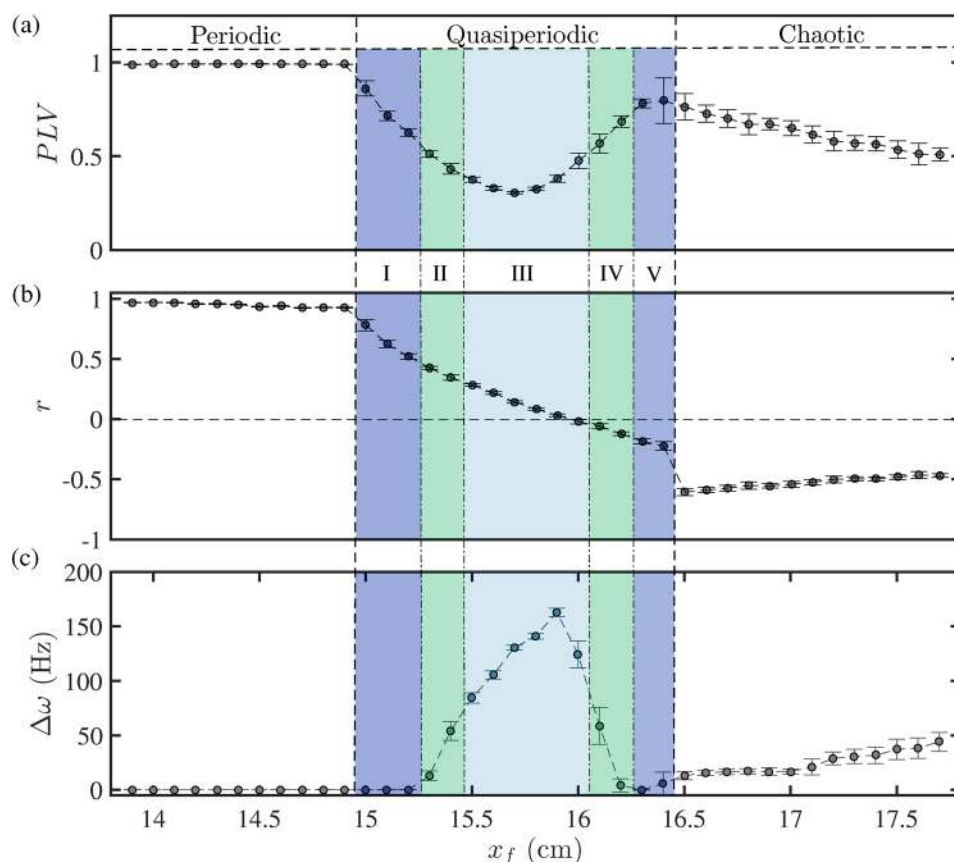 (a)
Periodic Quasiperiodic Chaotic
1
0.5
0
PLV
I II III IV V
(b)
1
0.5
0
-0.5
-1
r
(c)
200
150
100
50
0
Δω (Hz)
14 14.5 15 15.5 16 16.5 17 17.5
x_f (cm)